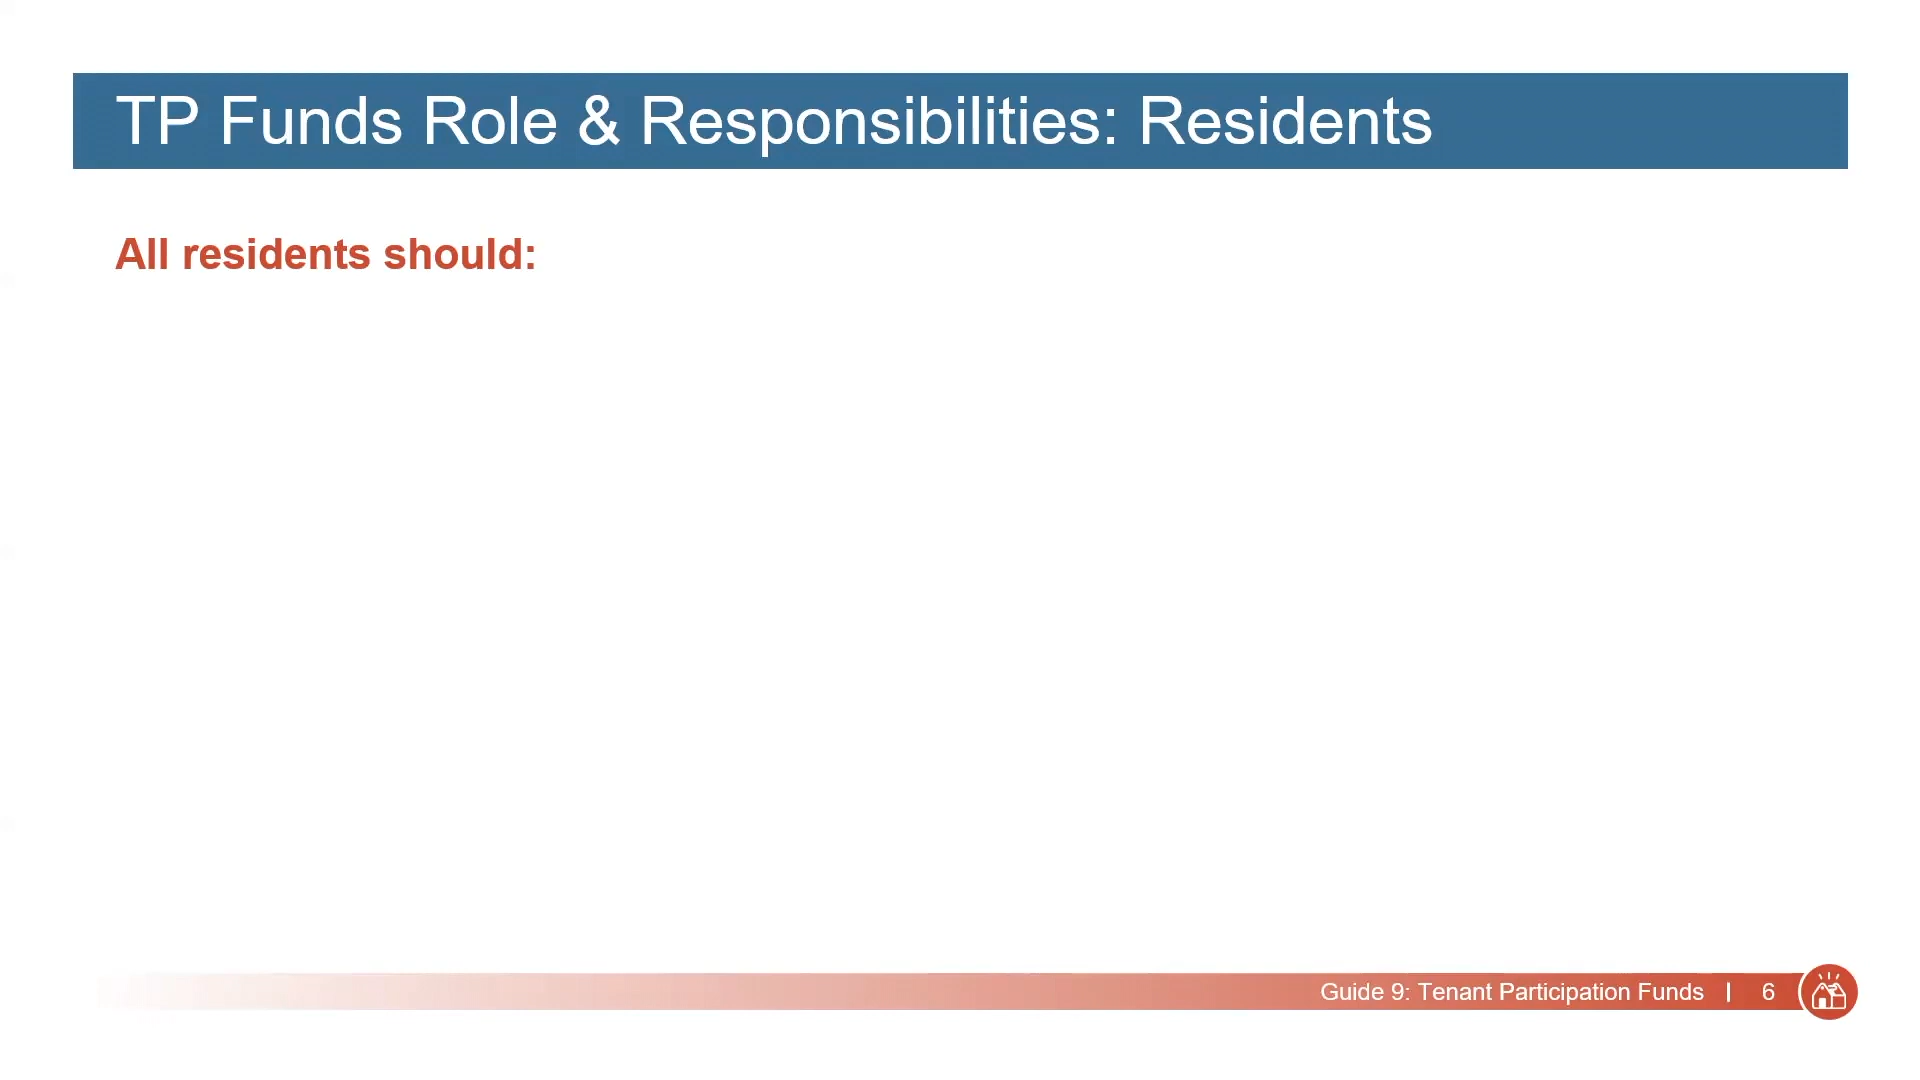 TP Funds Role & Responsibilities: Residents
All residents should:
Guide 9: Tenant Participation Funds | 6